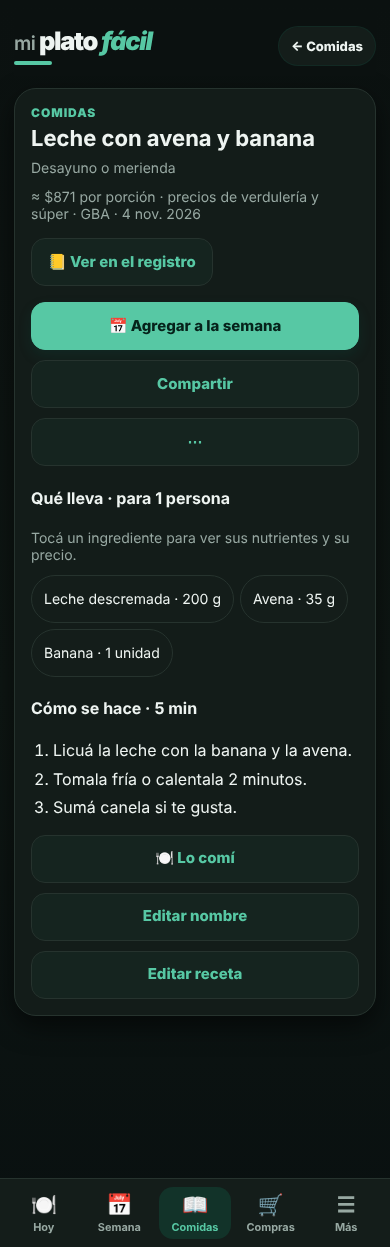 mi plato fácil
← Comidas
COMIDAS
Leche con avena y banana
Desayuno o merienda
≈ $871 por porción · precios de verdulería y
súper · GBA · 4 nov. 2026
📒 Ver en el registro
📅 Agregar a la semana
Compartir
...
Qué lleva · para 1 persona
Tocá un ingrediente para ver sus nutrientes y su
precio.
Leche descremada · 200 g
Avena · 35 g
Banana · 1 unidad
Cómo se hace · 5 min
1. Licuá la leche con la banana y la avena.
2. Tomala fría o calentala 2 minutos.
3. Sumá canela si te gusta.
🍽️ Lo comí
Editar nombre
Editar receta
Hoy
Semana
Comidas
Compras
Más